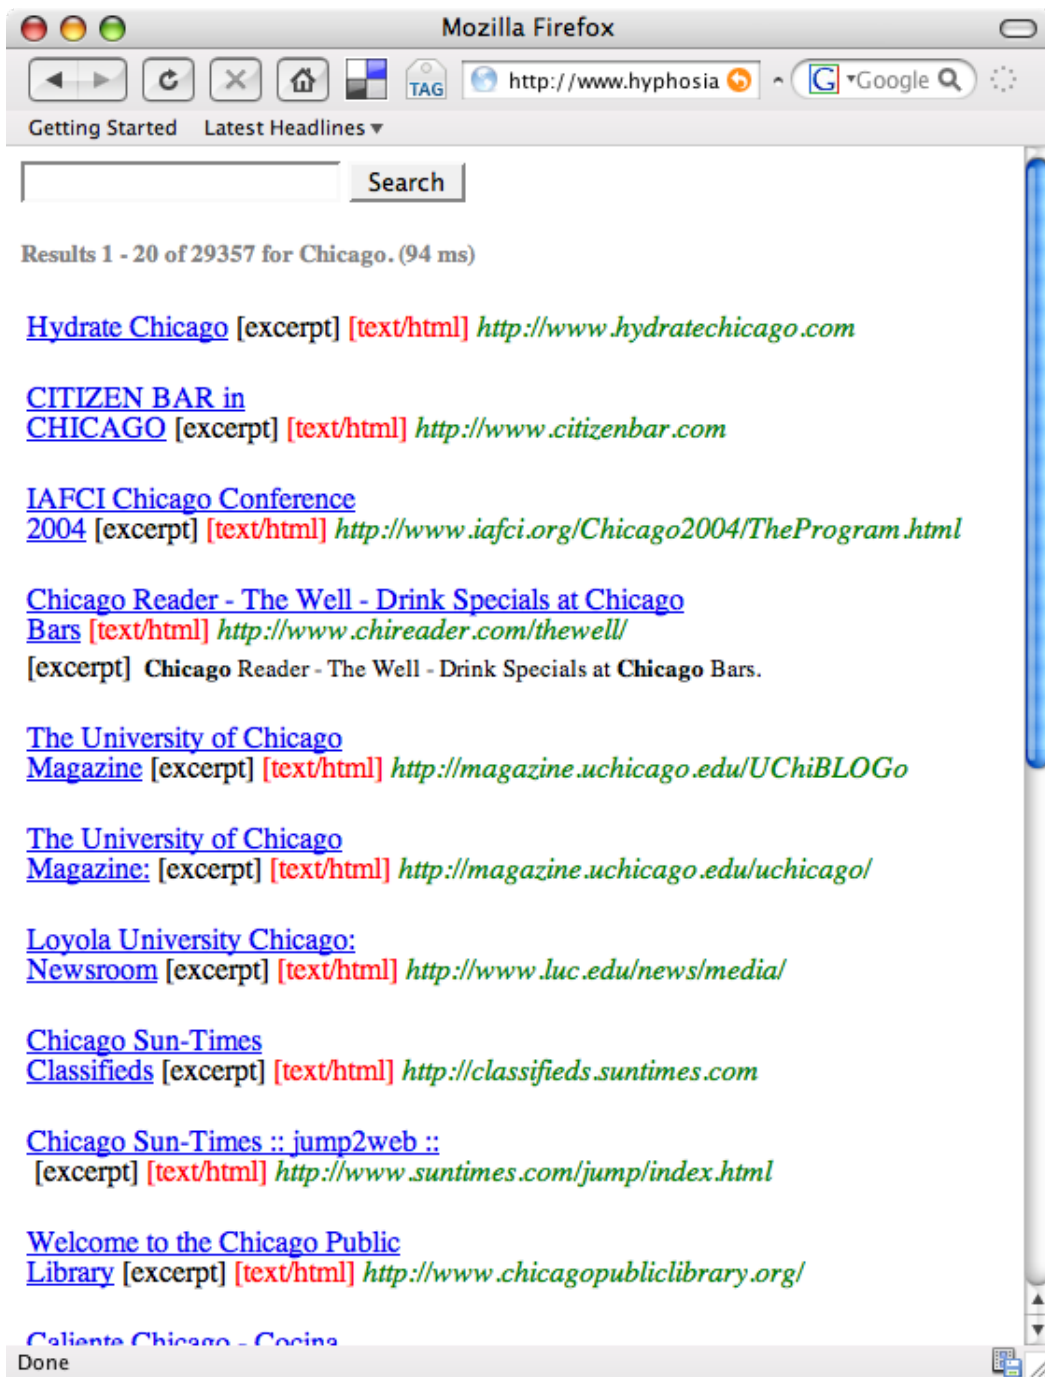 Mozilla Firefox
TAG http://www.hyphosia G Google
Getting Started Latest Headlines
Search
Results 1 - 20 of 29357 for Chicago. (94 ms)
Hydrate Chicago [excerpt] [text/html] http://www.hydratechicago.com
CITIZEN BAR in
CHICAGO [excerpt] [text/html] http://www.citizenbar.com
IAFCI Chicago Conference
2004 [excerpt] [text/html] http://www.iafci.org/Chicago2004/TheProgram.html
Chicago Reader - The Well - Drink Specials at Chicago
Bars [text/html] http://www.chireader.com/thewell/
[excerpt] Chicago Reader - The Well - Drink Specials at Chicago Bars.
The University of Chicago
Magazine [excerpt] [text/html] http://magazine.uchicago.edu/UChiBLOGo
The University of Chicago
Magazine: [excerpt] [text/html] http://magazine.uchicago.edu/uchicago/
Loyola University Chicago:
Newsroom [excerpt] [text/html] http://www.luc.edu/news/media/
Chicago Sun-Times
Classifieds [excerpt] [text/html] http://classifieds.suntimes.com
Chicago Sun-Times :: jump2web ::
[excerpt] [text/html] http://www.suntimes.com/jump/index.html
Welcome to the Chicago Public
Library [excerpt] [text/html] http://www.chicagopubliclibrary.org/
Caliente Chicago - Cocina
Done